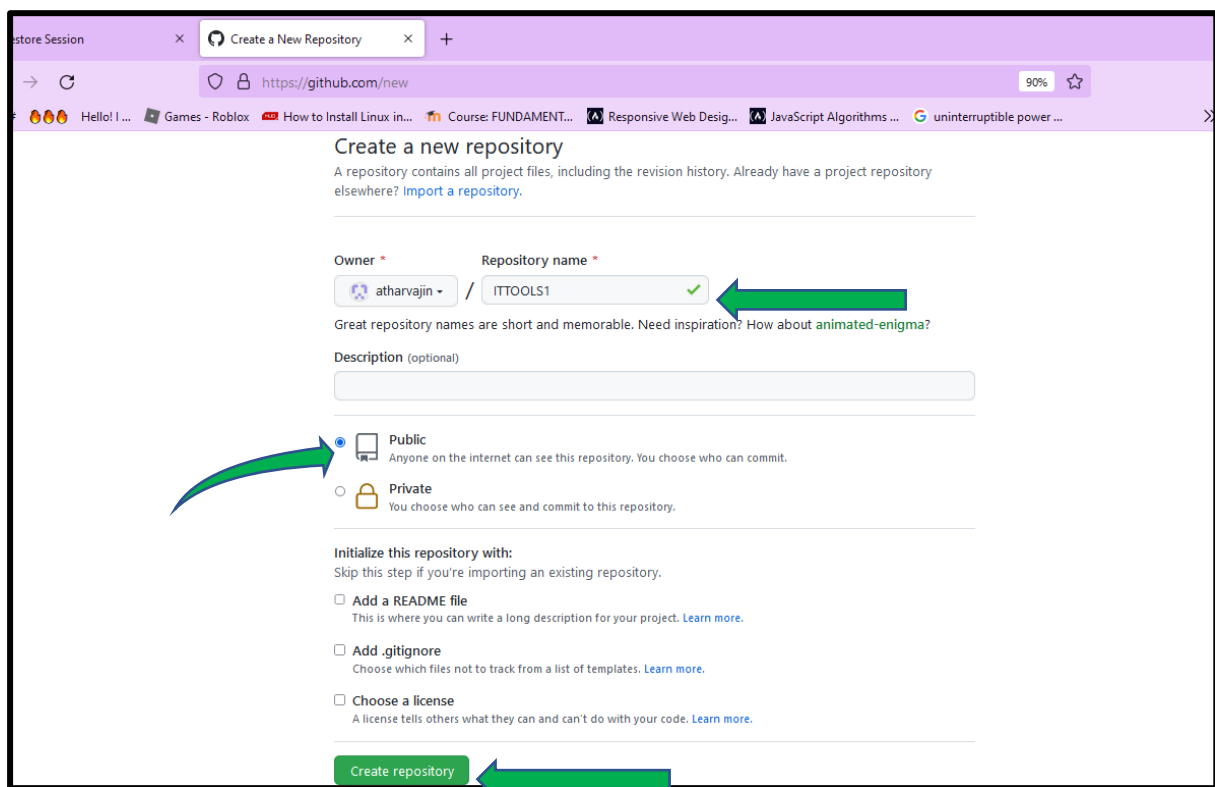 estore Session
Create a New Repository
https://github.com/new
90%
Hello! I ...
Games - Roblox
How to Install Linux in...
Course: FUNDAMENT...
Responsive Web Desig...
JavaScript Algorithms ...
uninterruptible power ...
Create a new repository
A repository contains all project files, including the revision history. Already have a project repository
elsewhere? Import a repository.
Owner *
Repository name *
atharvajin / ITTOOLS1
Great repository names are short and memorable. Need inspiration? How about animated-enigma?
Description (optional)
Public
Anyone on the internet can see this repository. You choose who can commit.
Private
You choose who can see and commit to this repository.
Initialize this repository with:
Skip this step if you're importing an existing repository.
Add a README file
This is where you can write a long description for your project. Learn more.
Add .gitignore
Choose which files not to track from a list of templates. Learn more.
Choose a license
A license tells others what they can and can't do with your code. Learn more.
Create repository